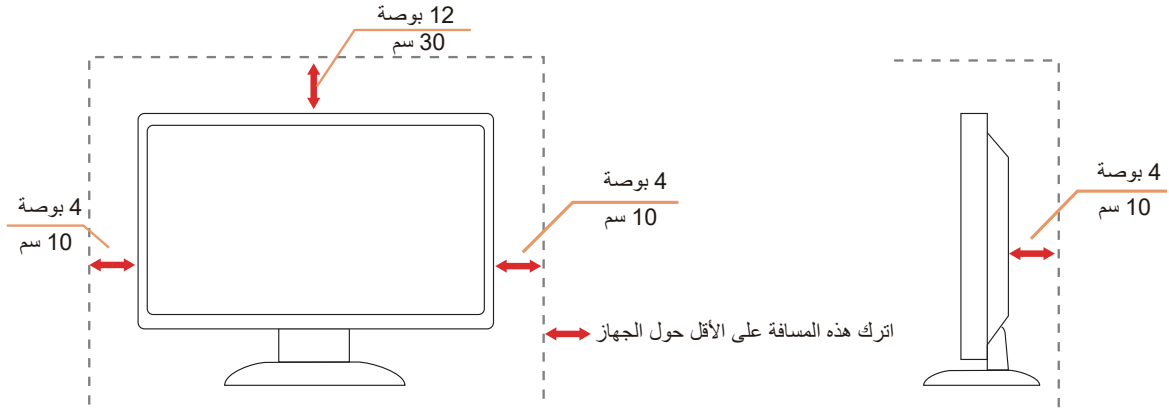 12 بوصة
30 سم
4 بوصة
10 سم
4 بوصة
10 سم
4 بوصة
10 سم
اترك هذه المسافة على الأقل حول الجهاز